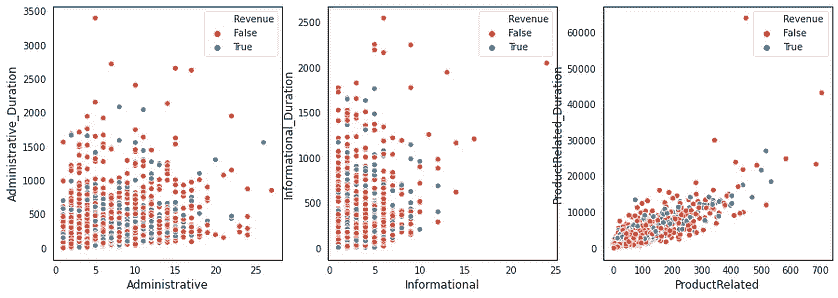 3500
3000
2500
2000
1500
1000
500
0
Administrative_Duration
Revenue
False
True
0 5 10 15 20 25
Administrative
2500
2000
1500
1000
500
0
Informational_Duration
Revenue
False
True
0 5 10 15 20 25
Informational
60000
50000
40000
30000
20000
10000
0
ProductRelated_Duration
Revenue
False
True
0 100 200 300 400 500 600 700
ProductRelated